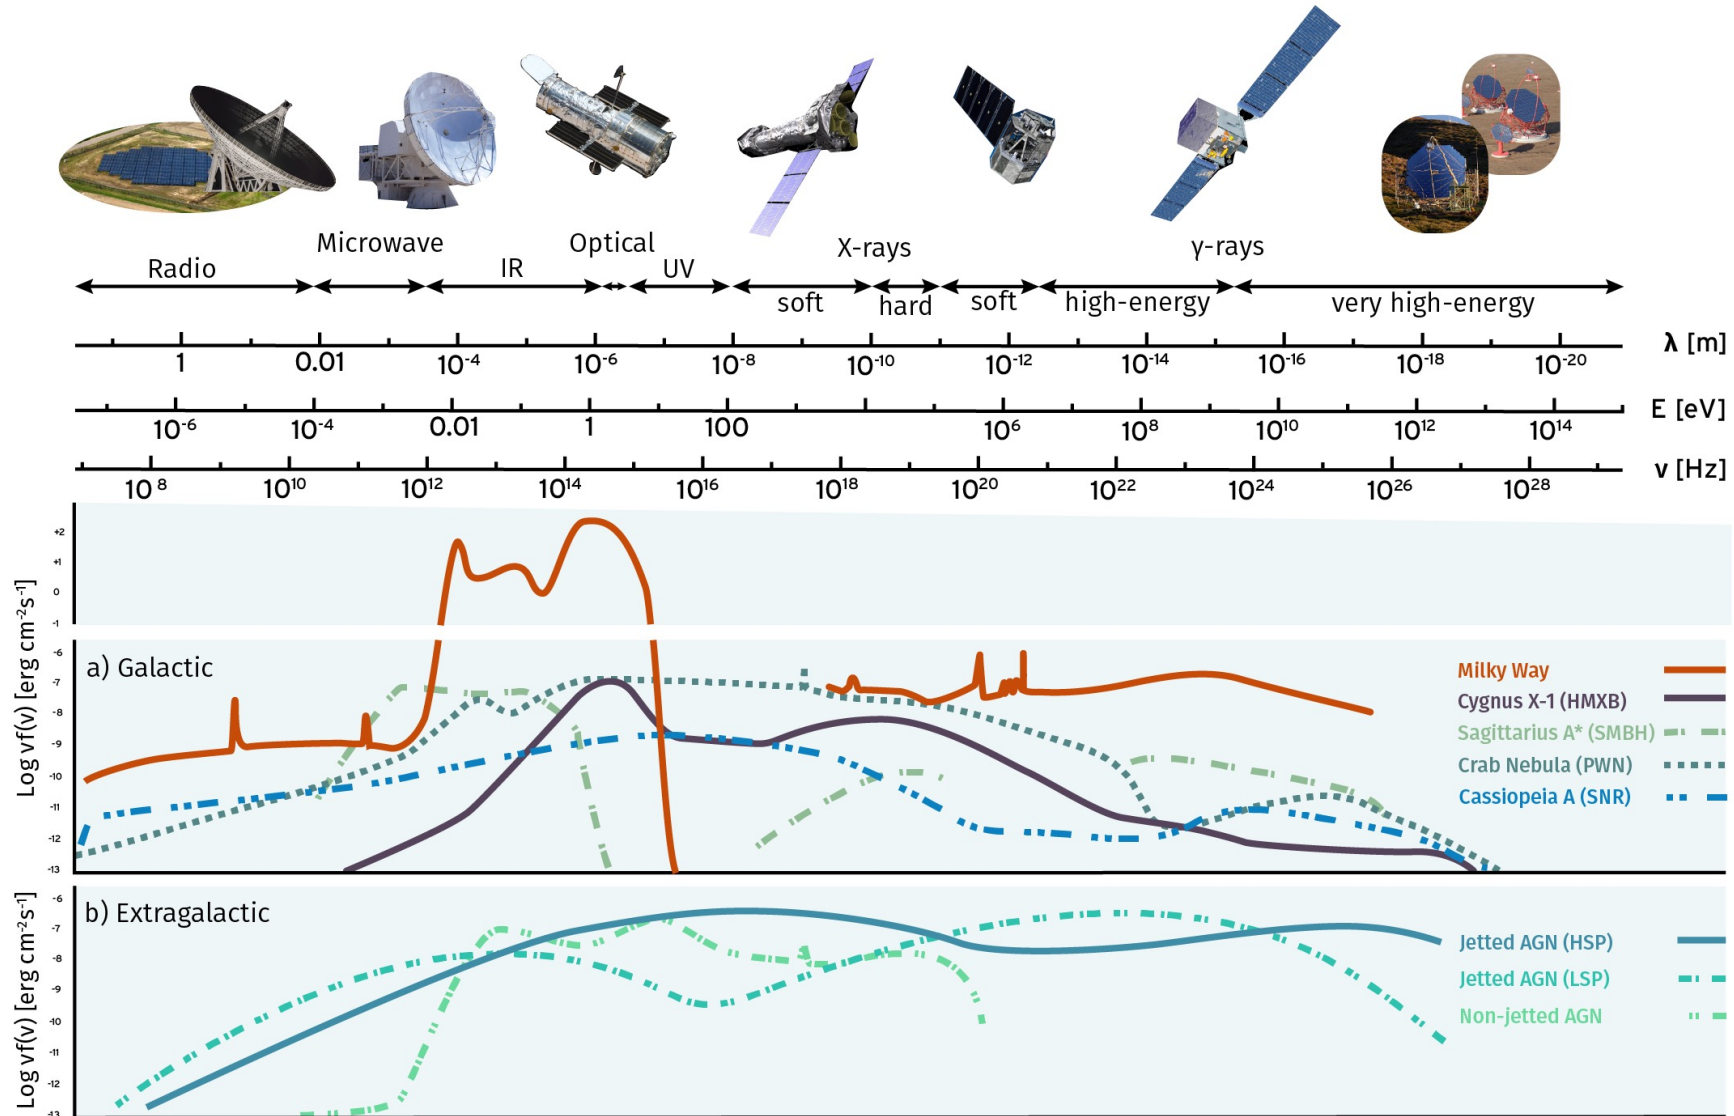 Microwave
Optical
X-rays
γ-rays
Radio
IR
UV
soft
hard
soft
high-energy
very high-energy
1 0.01 10⁻⁴ 10⁻⁶ 10⁻⁸ 10⁻¹⁰ 10⁻¹² 10⁻¹⁴ 10⁻¹⁶ 10⁻¹⁸ 10⁻²⁰ λ [m]
10⁻⁶ 10⁻⁴ 0.01 1 100 10⁶ 10⁸ 10¹⁰ 10¹² 10¹⁴ E [eV]
10⁸ 10¹⁰ 10¹² 10¹⁴ 10¹⁶ 10¹⁸ 10²⁰ 10²² 10²⁴ 10²⁶ 10²⁸ ν [Hz]
Log νf(ν) [erg cm⁻²s⁻¹]
+2
+1
0
-1
-6
-7
-8
-9
-10
-11
-12
-13
a) Galactic
Milky Way
Cygnus X-1 (HMXB)
Sagittarius A* (SMBH)
Crab Nebula (PWN)
Cassiopeia A (SNR)
Log νf(ν) [erg cm⁻²s⁻¹]
-6
-7
-8
-9
-10
-11
-12
-13
b) Extragalactic
Jetted AGN (HSP)
Jetted AGN (LSP)
Non-jetted AGN